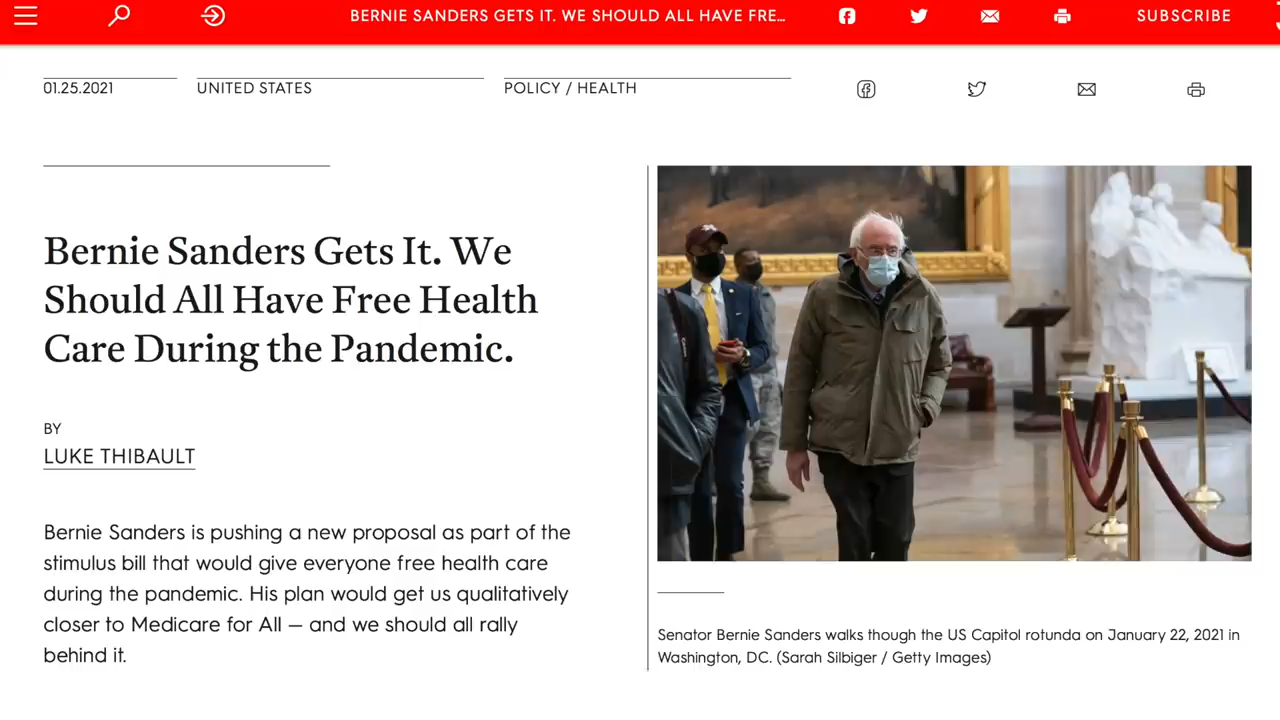 BERNIE SANDERS GETS IT. WE SHOULD ALL HAVE FRE...
SUBSCRIBE
01.25.2021
UNITED STATES
POLICY / HEALTH
Bernie Sanders Gets It. We
Should All Have Free Health
Care During the Pandemic.
BY
LUKE THIBAULT
Bernie Sanders is pushing a new proposal as part of the
stimulus bill that would give everyone free health care
during the pandemic. His plan would get us qualitatively
closer to Medicare for All — and we should all rally
behind it.
Senator Bernie Sanders walks though the US Capitol rotunda on January 22, 2021 in
Washington, DC. (Sarah Silbiger / Getty Images)